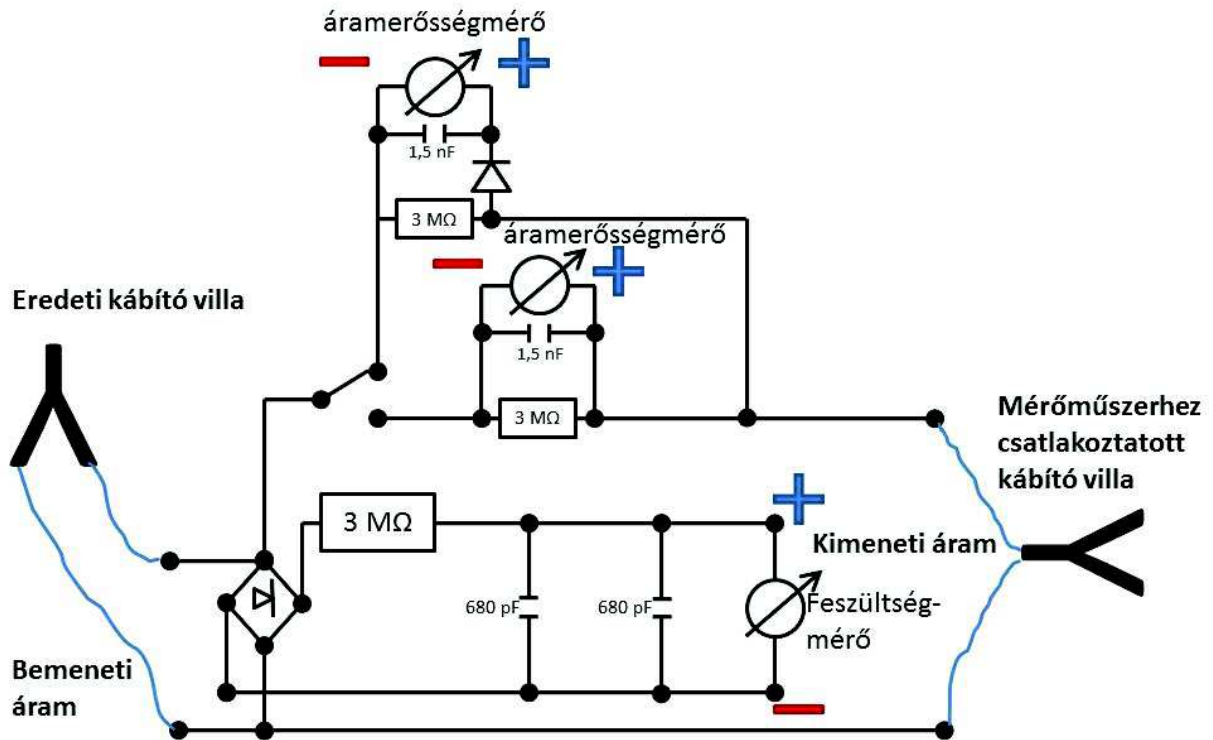 áramerősségmérő
1,5 nF
3 MΩ
áramerősségmérő
1,5 nF
3 MΩ
Eredeti kábító villa
Mérőműszerhez
csatlakoztatott
kábító villa
3 MΩ
680 pF
680 pF
Kimeneti áram
Feszültség-
mérő
Bemeneti
áram